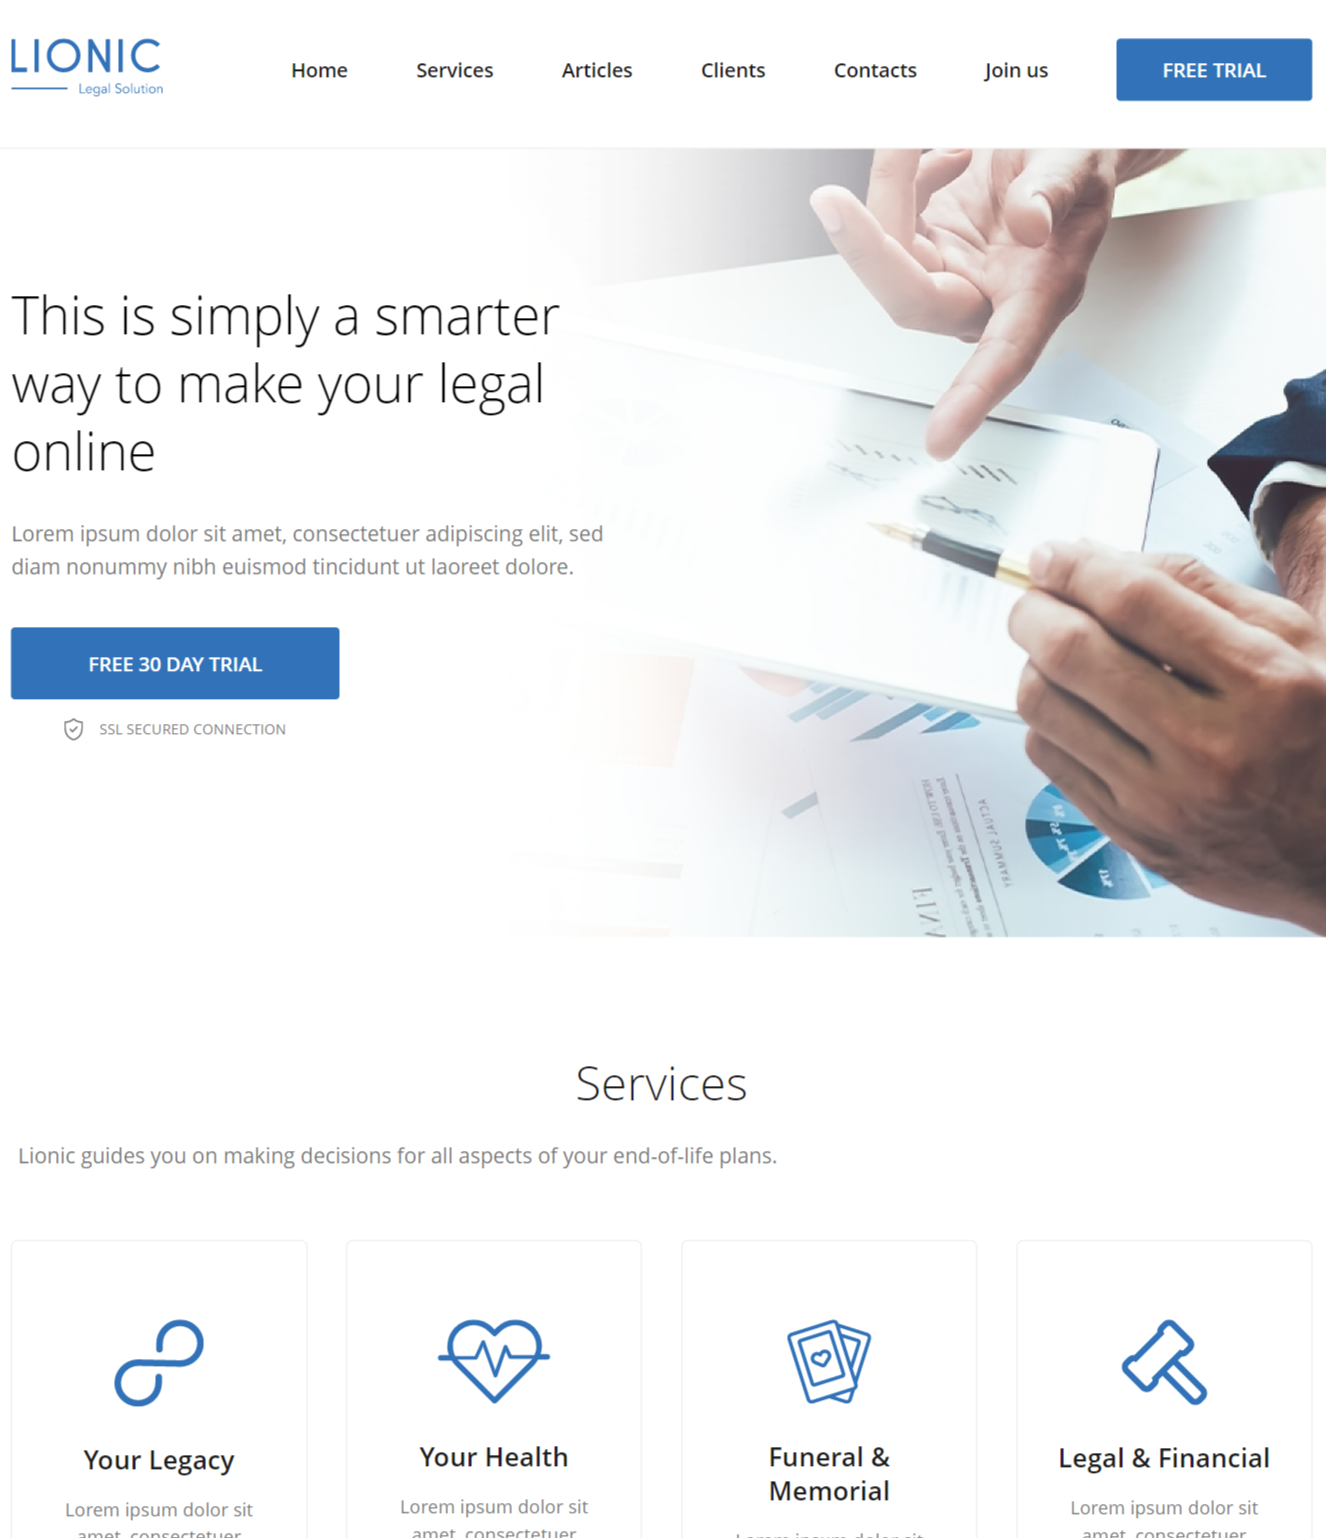 LIONIC
Legal Solution
Home Services Articles Clients Contacts Join us FREE TRIAL
This is simply a smarter
way to make your legal
online
Lorem ipsum dolor sit amet, consectetuer adipiscing elit, sed
diam nonummy nibh euismod tincidunt ut laoreet dolore.
FREE 30 DAY TRIAL
SSL SECURED CONNECTION
Services
Lionic guides you on making decisions for all aspects of your end-of-life plans.
Your Legacy
Lorem ipsum dolor sit
amet, consectetuer
Your Health
Lorem ipsum dolor sit
amet, consectetuer
Funeral &
Memorial
Lorem ipsum dolor sit
Legal & Financial
Lorem ipsum dolor sit
amet, consectetuer